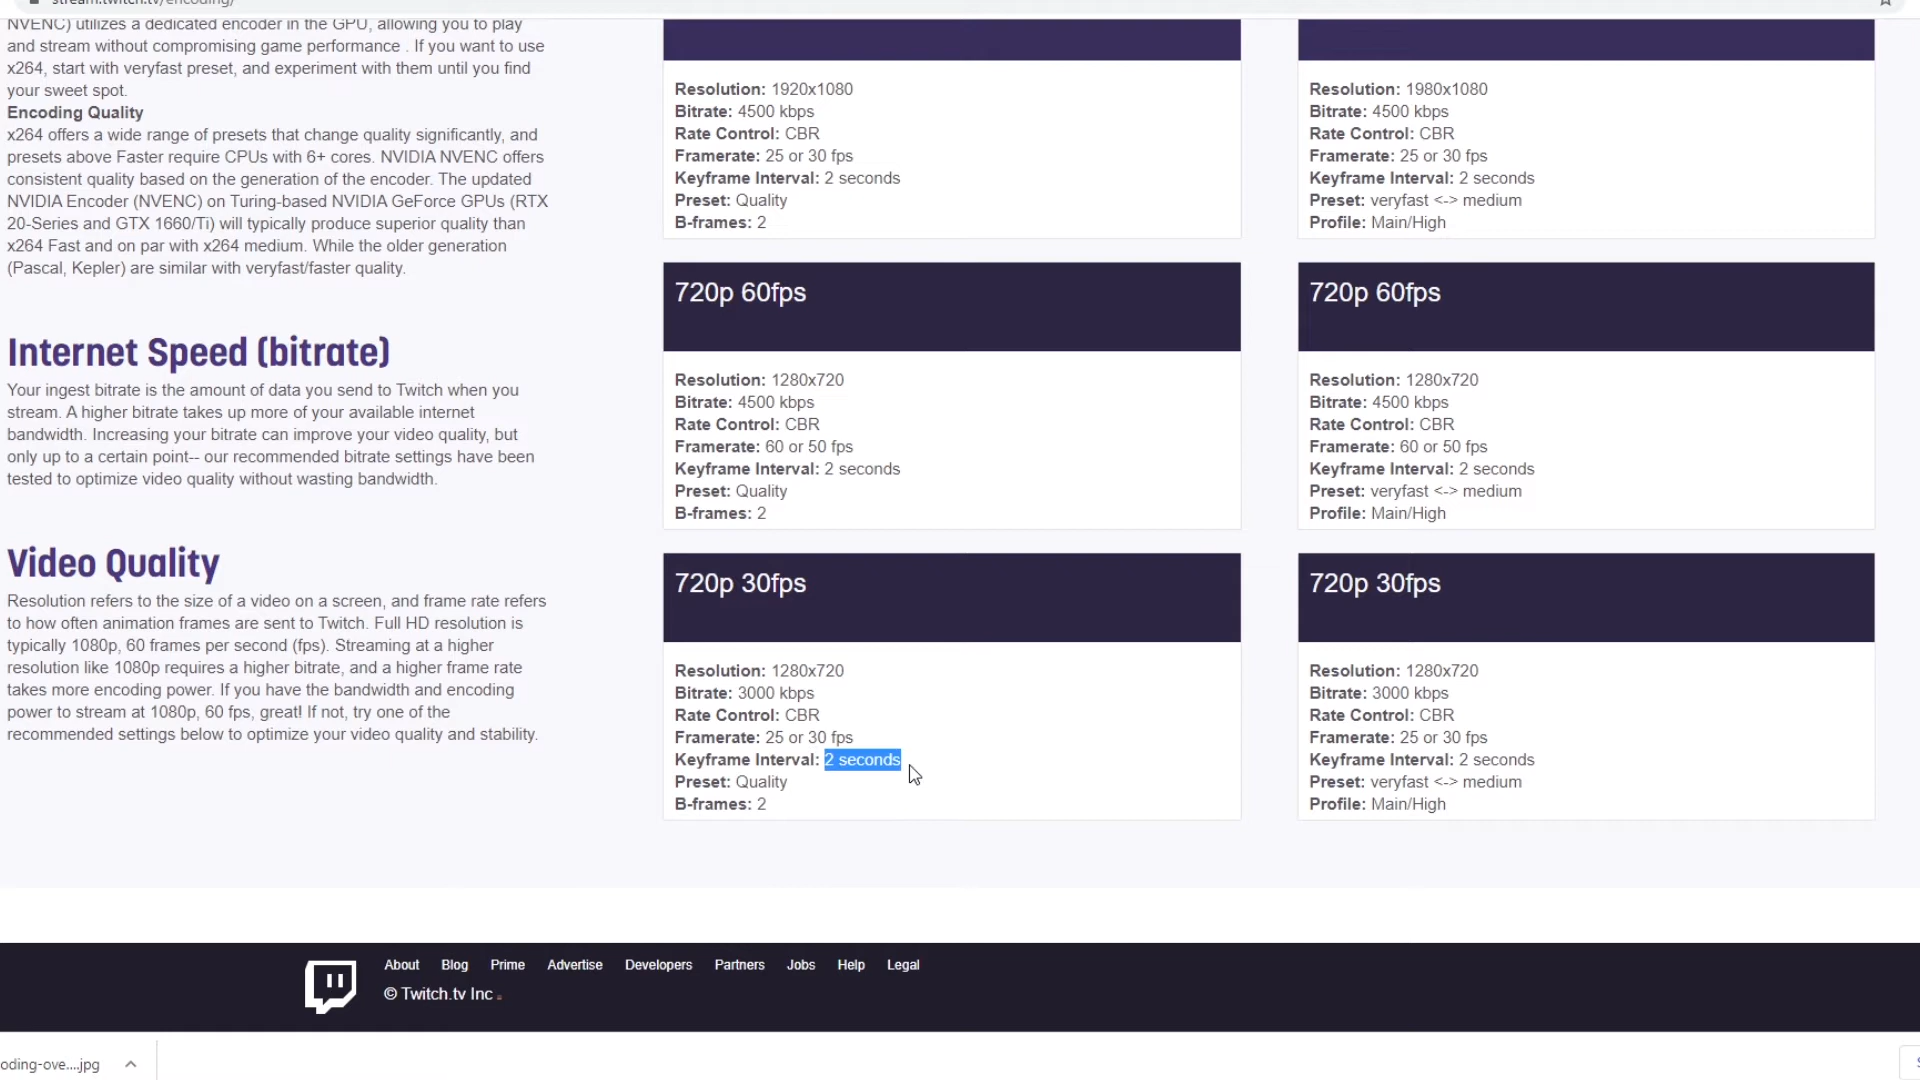 stream.twitch.tv/encoding/
NVENC) utilizes a dedicated encoder in the GPU, allowing you to play
and stream without compromising game performance . If you want to use
x264, start with veryfast preset, and experiment with them until you find
your sweet spot.
Encoding Quality
x264 offers a wide range of presets that change quality significantly, and
presets above Faster require CPUs with 6+ cores. NVIDIA NVENC offers
consistent quality based on the generation of the encoder. The updated
NVIDIA Encoder (NVENC) on Turing-based NVIDIA GeForce GPUs (RTX
20-Series and GTX 1660/Ti) will typically produce superior quality than
x264 Fast and on par with x264 medium. While the older generation
(Pascal, Kepler) are similar with veryfast/faster quality.
Internet Speed (bitrate)
Your ingest bitrate is the amount of data you send to Twitch when you
stream. A higher bitrate takes up more of your available internet
bandwidth. Increasing your bitrate can improve your video quality, but
only up to a certain point-- our recommended bitrate settings have been
tested to optimize video quality without wasting bandwidth.
Video Quality
Resolution refers to the size of a video on a screen, and frame rate refers
to how often animation frames are sent to Twitch. Full HD resolution is
typically 1080p, 60 frames per second (fps). Streaming at a higher
resolution like 1080p requires a higher bitrate, and a higher frame rate
takes more encoding power. If you have the bandwidth and encoding
power to stream at 1080p, 60 fps, great! If not, try one of the
recommended settings below to optimize your video quality and stability.
Resolution: 1920x1080
Bitrate: 4500 kbps
Rate Control: CBR
Framerate: 25 or 30 fps
Keyframe Interval: 2 seconds
Preset: Quality
B-frames: 2
720p 60fps
Resolution: 1280x720
Bitrate: 4500 kbps
Rate Control: CBR
Framerate: 60 or 50 fps
Keyframe Interval: 2 seconds
Preset: Quality
B-frames: 2
720p 30fps
Resolution: 1280x720
Bitrate: 3000 kbps
Rate Control: CBR
Framerate: 25 or 30 fps
Keyframe Interval: 2 seconds
Preset: Quality
B-frames: 2
Resolution: 1980x1080
Bitrate: 4500 kbps
Rate Control: CBR
Framerate: 25 or 30 fps
Keyframe Interval: 2 seconds
Preset: veryfast <-> medium
Profile: Main/High
720p 60fps
Resolution: 1280x720
Bitrate: 4500 kbps
Rate Control: CBR
Framerate: 60 or 50 fps
Keyframe Interval: 2 seconds
Preset: veryfast <-> medium
Profile: Main/High
720p 30fps
Resolution: 1280x720
Bitrate: 3000 kbps
Rate Control: CBR
Framerate: 25 or 30 fps
Keyframe Interval: 2 seconds
Preset: veryfast <-> medium
Profile: Main/High
About Blog Prime Advertise Developers Partners Jobs Help Legal
© Twitch.tv Inc
oding-ove....jpg